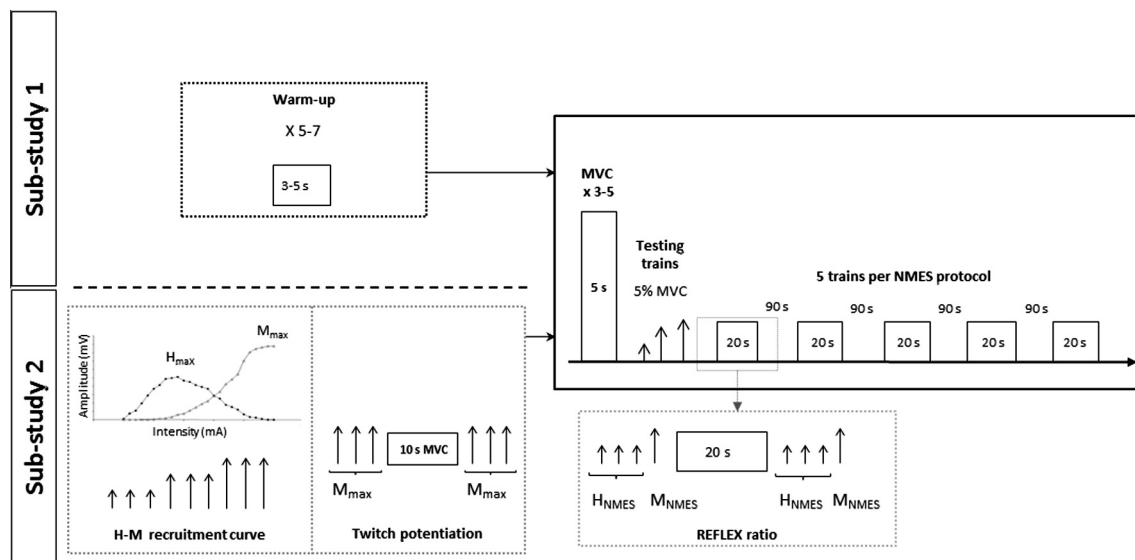 Sub-study 1
Warm-up
X 5-7
3-5 s
MVC
x 3-5
5 s
Testing
trains
5% MVC
5 trains per NMES protocol
90 s
90 s
90 s
90 s
20 s
20 s
20 s
20 s
20 s
Sub-study 2
Amplitude (mV)
Hmax
Mmax
Intensity (mA)
H-M recruitment curve
10 s MVC
Mmax
Mmax
Twitch potentiation
20 s
HNMES
MNMES
HNMES
MNMES
REFLEX ratio